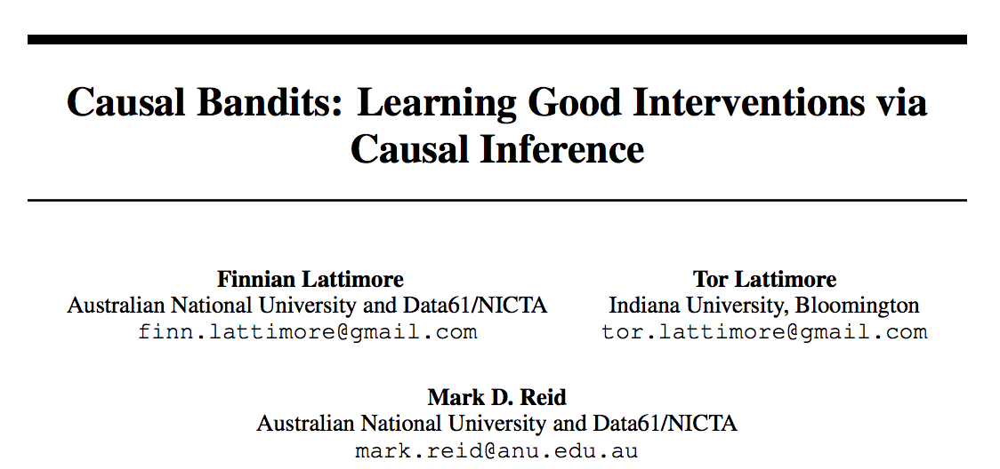 Causal Bandits: Learning Good Interventions via
Causal Inference
Finnian Lattimore
Australian National University and Data61/NICTA
finn.lattimore@gmail.com
Tor Lattimore
Indiana University, Bloomington
tor.lattimore@gmail.com
Mark D. Reid
Australian National University and Data61/NICTA
mark.reid@anu.edu.au